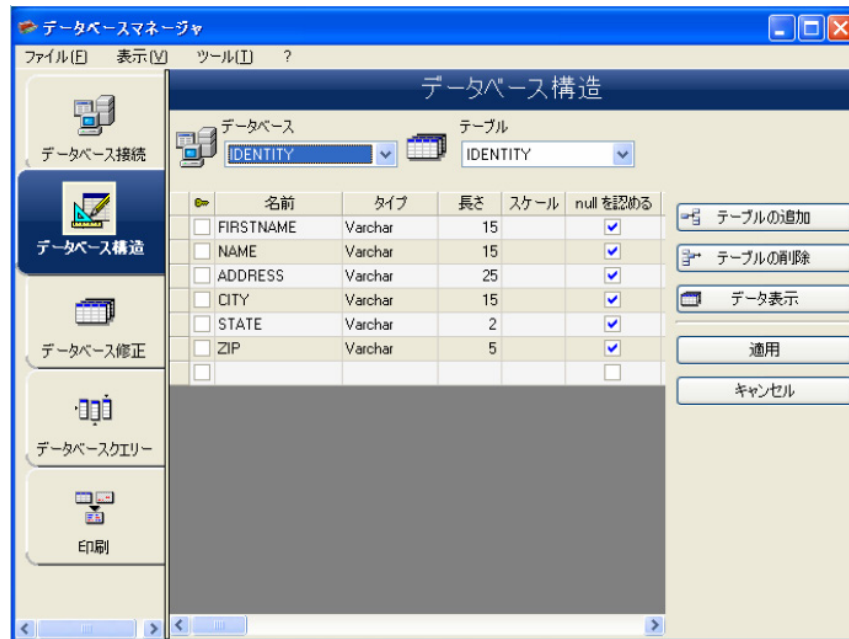 データベースマネージャ
ファイル(F) 表示(V) ツール(T) ?
データベース構造
データベース接続
データベース構造
データベース修正
データベースクエリー
印刷
データベース テーブル
IDENTITY IDENTITY
名前 タイプ 長さ スケール nullを認める
FIRSTNAME Varchar 15
NAME Varchar 15
ADDRESS Varchar 25
CITY Varchar 15
STATE Varchar 2
ZIP Varchar 5
テーブルの追加
テーブルの削除
データ表示
適用
キャンセル